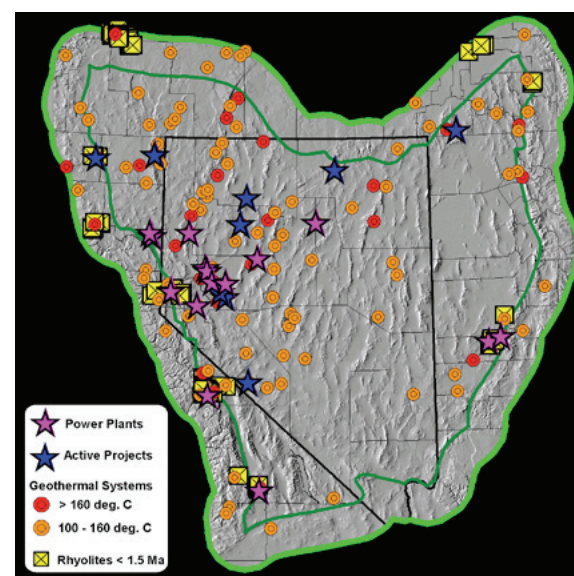 Power Plants
Active Projects
Geothermal Systems
> 160 deg. C
100 - 160 deg. C
Rhyolites < 1.5 Ma